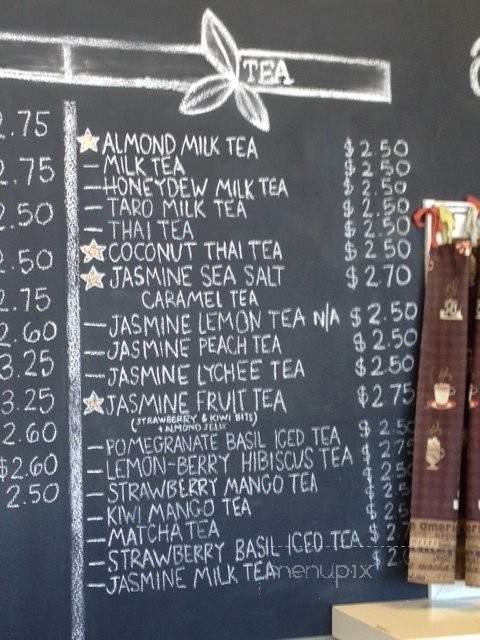 TEA
2.75
2.75
2.50
2.50
2.75
2.60
3.25
3.25
2.60
$2.60
2.50
ALMOND MILK TEA $2.50
- MILK TEA $2.50
- HONEYDEW MILK TEA $2.50
- TARO MILK TEA $2.50
- THAI TEA $2.50
COCONUT THAI TEA $2.50
JASMINE SEA SALT $2.70
CARAMEL TEA
- JASMINE LEMON TEA N/A $2.50
- JASMINE PEACH TEA $2.50
- JASMINE LYCHEE TEA $2.50
JASMINE FRUIT TEA $2.75
(STRAWBERRY & KIWI BITS)
+ ALMOND JELLY
- POMEGRANATE BASIL ICED TEA $2.50
- LEMON-BERRY HIBISCUS TEA $2.75
- STRAWBERRY MANGO TEA
- KIWI MANGO TEA
- MATCHA TEA
- STRAWBERRY BASIL ICED TEA
- JASMINE MILK TEA
menupix